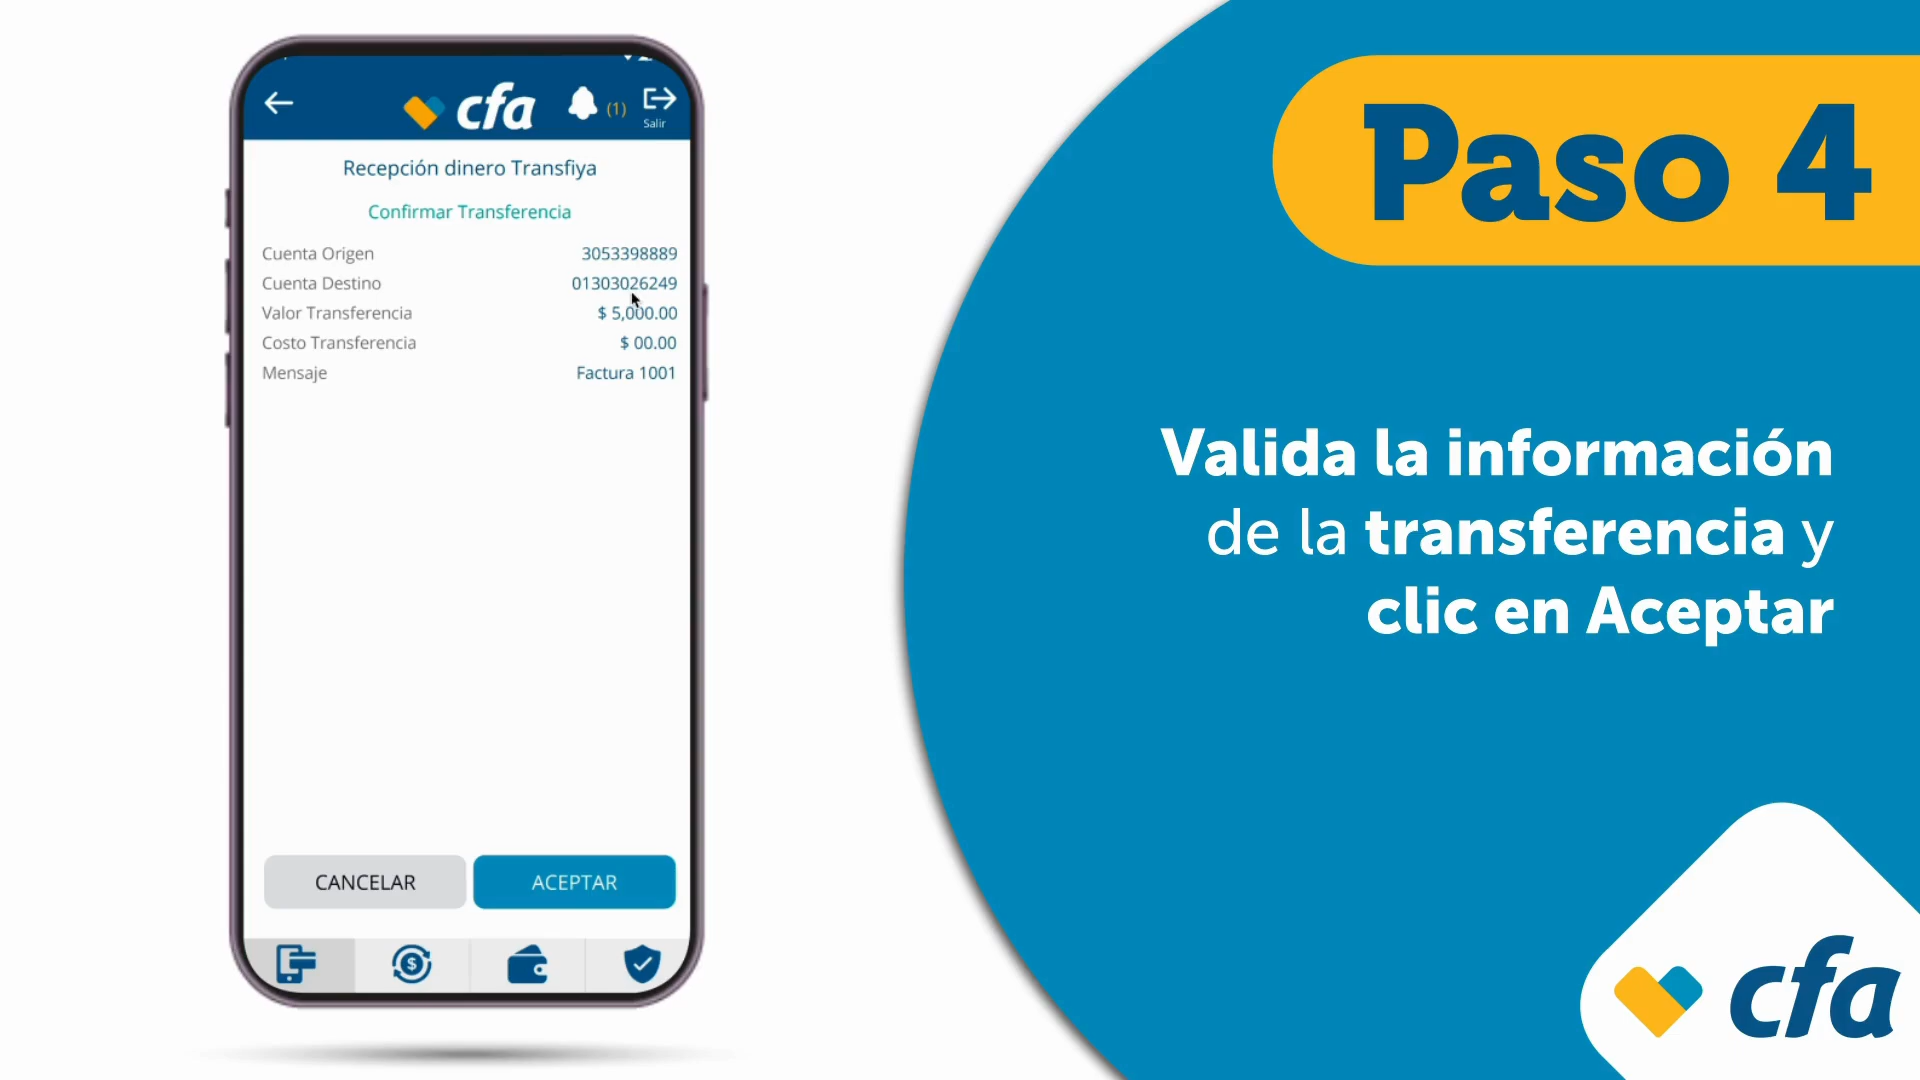 cfa
(1)
Salir
Recepción dinero Transfiya
Confirmar Transferencia
Cuenta Origen 3053398889
Cuenta Destino 01303026249
Valor Transferencia $ 5,000.00
Costo Transferencia $ 00.00
Mensaje Factura 1001
CANCELAR ACEPTAR
Paso 4
Valida la información
de la transferencia y
clic en Aceptar
cfa